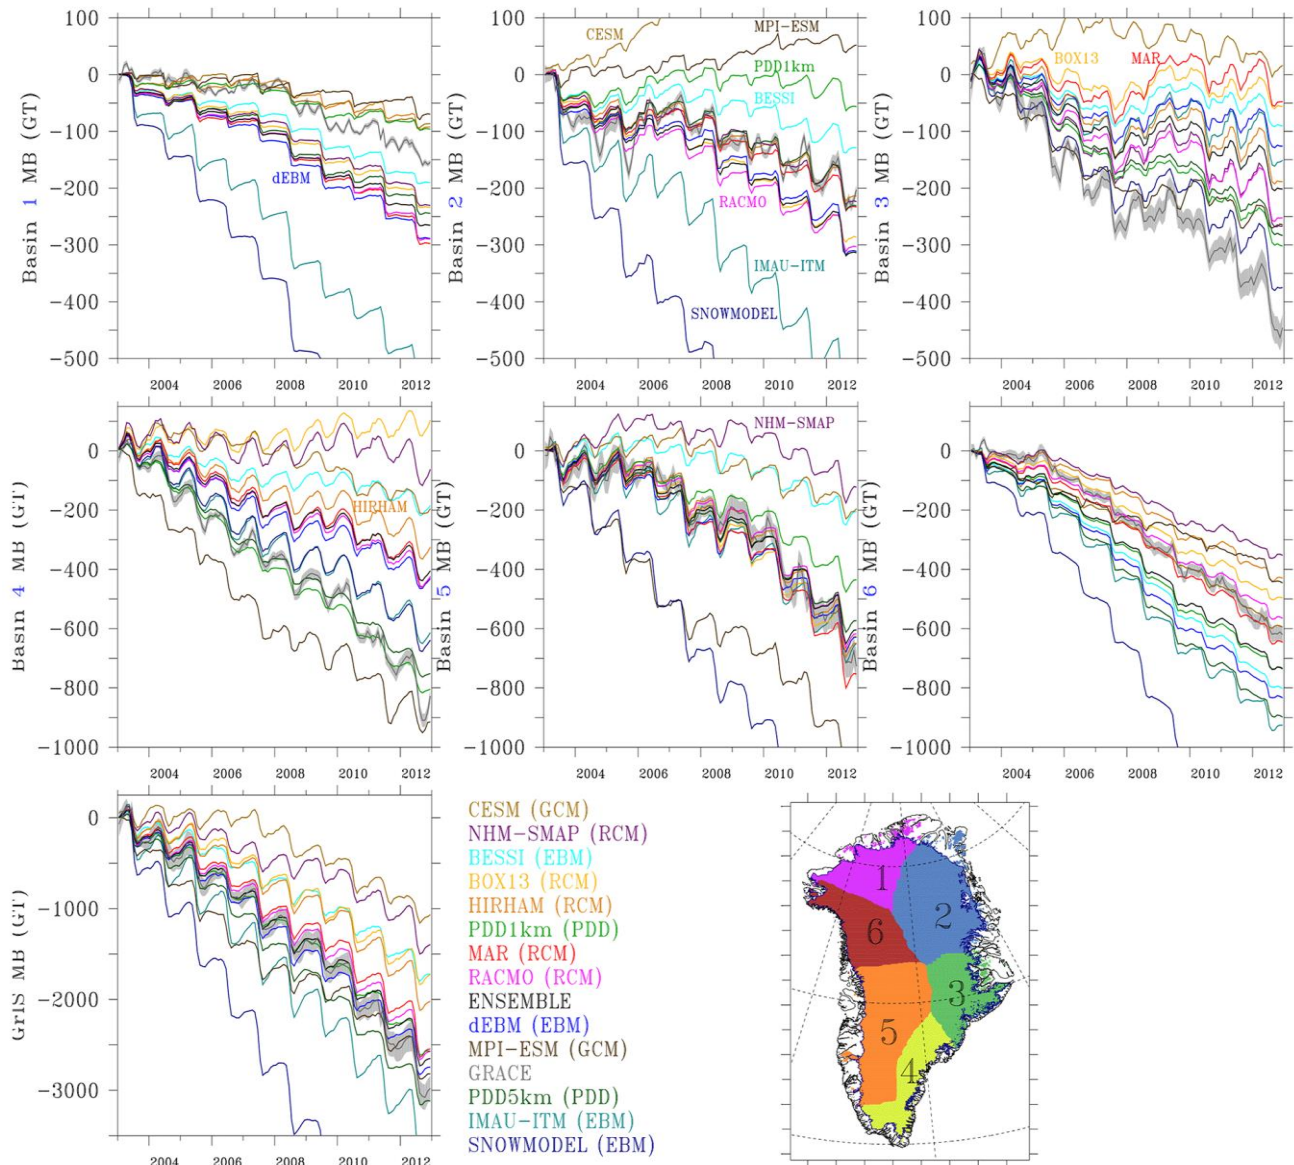 100
0
-100
-200
-300
-400
-500
Basin 1 MB (GT)
dEBM
2004 2006 2008 2010 2012
100
0
-100
-200
-300
-400
-500
Basin 2 MB (GT)
CESM
MPI-ESM
PDD1km
BESSI
RACMO
IMAU-ITM
SNOWMODEL
2004 2006 2008 2010 2012
100
0
-100
-200
-300
-400
-500
Basin 3 MB (GT)
BOX13
MAR
2004 2006 2008 2010 2012
0
-200
-400
-600
-800
-1000
Basin 4 MB (GT)
HIRHAM
2004 2006 2008 2010 2012
0
-200
-400
-600
-800
-1000
Basin 5 MB (GT)
NHM-SMAP
2004 2006 2008 2010 2012
0
-200
-400
-600
-800
-1000
Basin 6 MB (GT)
2004 2006 2008 2010 2012
0
-1000
-2000
-3000
GrIS MB (GT)
2004 2006 2008 2010 2012
CESM (GCM)
NHM-SMAP (RCM)
BESSI (EBM)
BOX13 (RCM)
HIRHAM (RCM)
PDD1km (PDD)
MAR (RCM)
RACMO (RCM)
ENSEMBLE
dEBM (EBM)
MPI-ESM (GCM)
GRACE
PDD5km (PDD)
IMAU-ITM (EBM)
SNOWMODEL (EBM)
1
2
6
3
5
4